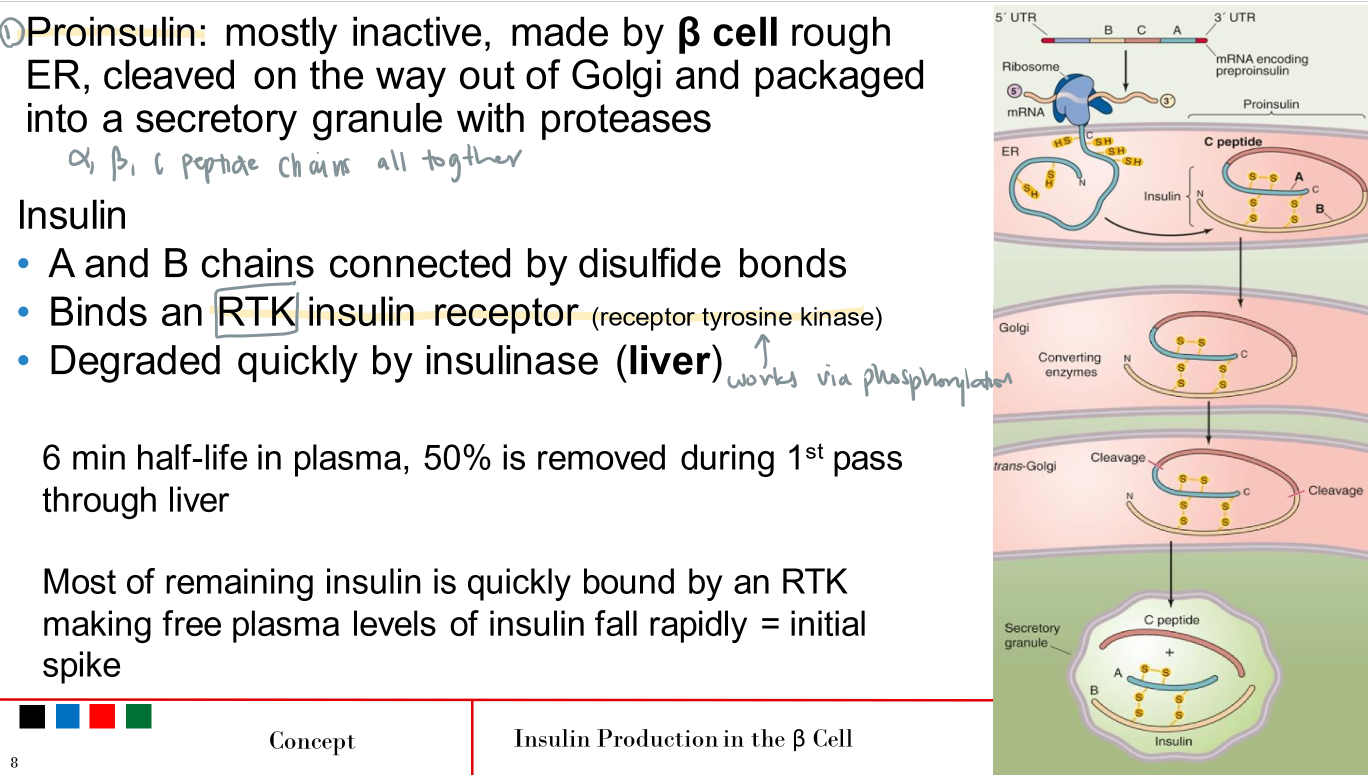 ① Proinsulin: mostly inactive, made by β cell rough
ER, cleaved on the way out of Golgi and packaged
into a secretory granule with proteases
α, β, C peptide chains all togther
Insulin
• A and B chains connected by disulfide bonds
• Binds an RTK insulin receptor (receptor tyrosine kinase)
• Degraded quickly by insulinase (liver)
works via phosphorylation
6 min half-life in plasma, 50% is removed during 1st pass
through liver
Most of remaining insulin is quickly bound by an RTK
making free plasma levels of insulin fall rapidly = initial
spike
Concept
Insulin Production in the β Cell
8
5´ UTR
3´ UTR
B C A
mRNA encoding
preproinsulin
Ribosome
5´
3´
mRNA
Proinsulin
ER
C
HS
SH
SH
SH
SH
SH
N
C peptide
S S
A
C
Insulin
N
S S
B
S S
Golgi
Converting
enzymes
N
S S
C
S S
S S
trans-Golgi
Cleavage
N
S S
C
Cleavage
S S
S S
Secretory
granule
C peptide
+
A
S S
B
S S
S S
Insulin